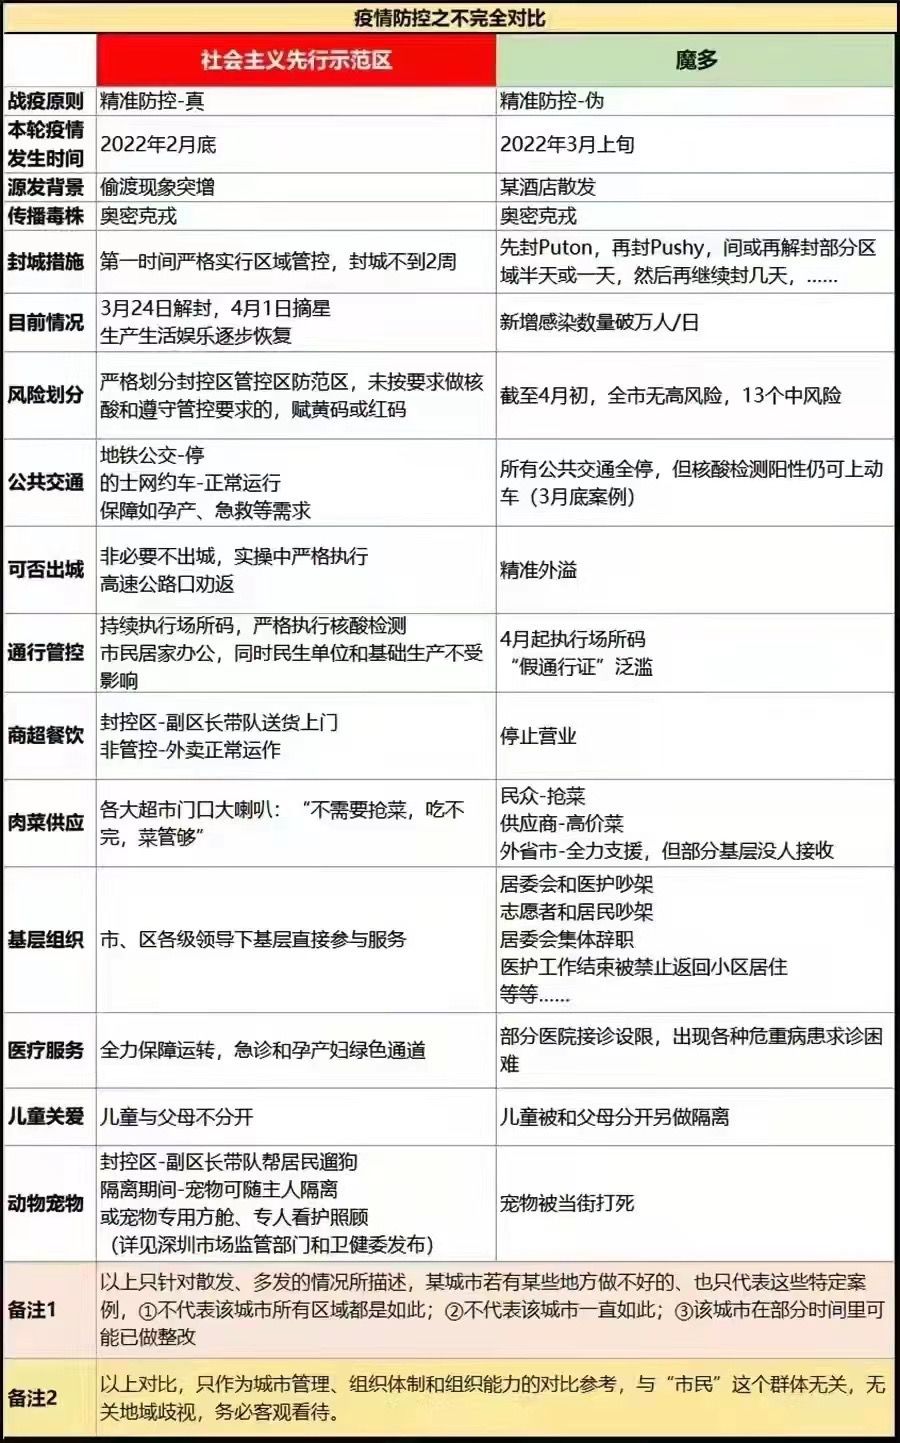 疫情防控之不完全对比
社会主义先行示范区
魔多
战疫原则
精准防控-真
精准防控-伪
本轮疫情
发生时间
2022年2月底
2022年3月上旬
源发背景
偷渡现象突增
某酒店散发
传播毒株
奥密克戎
奥密克戎
封城措施
第一时间严格实行区域管控，封城不到2周
先封Puton，再封Pushy，间或再解封部分区
域半天或一天，然后再继续封几天，……
目前情况
3月24日解封，4月1日摘星
生产生活娱乐逐步恢复
新增感染数量破万人/日
风险划分
严格划分封控区管控区防范区，未按要求做核
酸和遵守管控要求的，赋黄码或红码
截至4月初，全市无高风险，13个中风险
公共交通
地铁公交-停
的士网约车-正常运行
保障如孕产、急救等需求
所有公共交通全停，但核酸检测阳性仍可上动
车（3月底案例）
可否出城
非必要不出城，实操中严格执行
高速公路口劝返
精准外溢
通行管控
持续执行场所码，严格执行核酸检测
市民居家办公，同时民生单位和基础生产不受
影响
4月起执行场所码
“假通行证”泛滥
商超餐饮
封控区-副区长带队送货上门
非管控-外卖正常运作
停止营业
肉菜供应
各大超市门口大喇叭：“不需要抢菜，吃不
完，菜管够”
民众-抢菜
供应商-高价菜
外省市-全力支援，但部分基层没人接收
基层组织
市、区各级领导下基层直接参与服务
居委会和医护吵架
志愿者和居民吵架
居委会集体辞职
医护工作结束被禁止返回小区居住
等等……
医疗服务
全力保障运转，急诊和孕产妇绿色通道
部分医院接诊设限，出现各种危重病患求诊困
难
儿童关爱
儿童与父母不分开
儿童被和父母分开另做隔离
动物宠物
封控区-副区长带队帮居民遛狗
隔离期间-宠物可随主人隔离
或宠物专用方舱、专人看护照顾
（详见深圳市场监管部门和卫健委发布）
宠物被当街打死
备注1
以上只针对散发、多发的情况所描述，某城市若有某些地方做不好的、也只代表这些特定案
例，①不代表该城市所有区域都是如此；②不代表该城市一直如此；③该城市在部分时间里可
能已做整改
备注2
以上对比，只作为城市管理、组织体制和组织能力的对比参考，与“市民”这个群体无关，无
关地域歧视，务必客观看待。